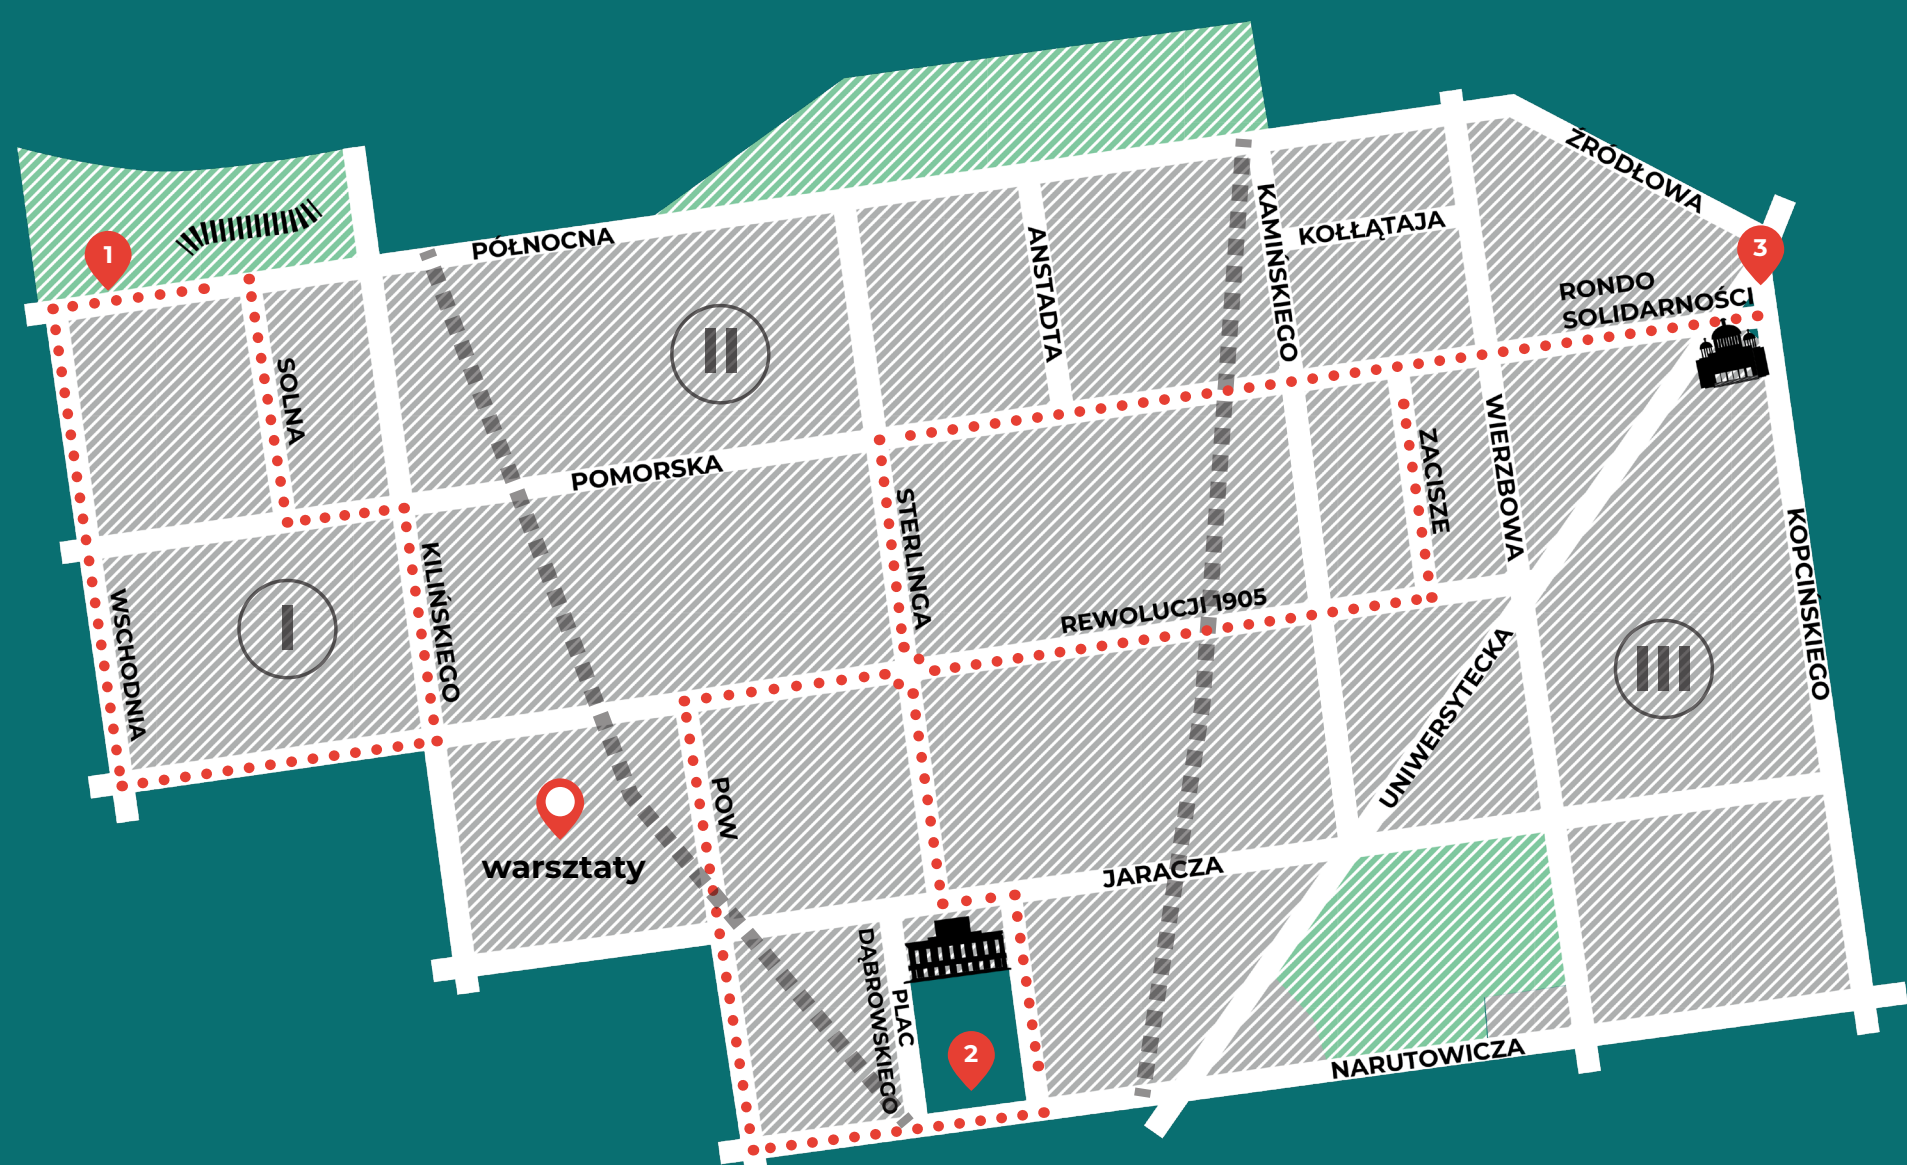 PÓŁNOCNA
ŹRÓDŁOWA
KAMIŃSKIEGO
KOŁŁĄTAJA
ANSTADTA
1
3
RONDO
SOLIDARNOŚCI
II
SOLNA
POMORSKA
ZACISZE
WIERZBOWA
STERLINGA
KILIŃSKIEGO
KOPCIŃSKIEGO
WSCHODNIA
I
REWOLUCJI 1905
UNIWERSYTECKA
III
POW
warsztaty
JARACZA
PLAC
DĄBROWSKIEGO
2
NARUTOWICZA